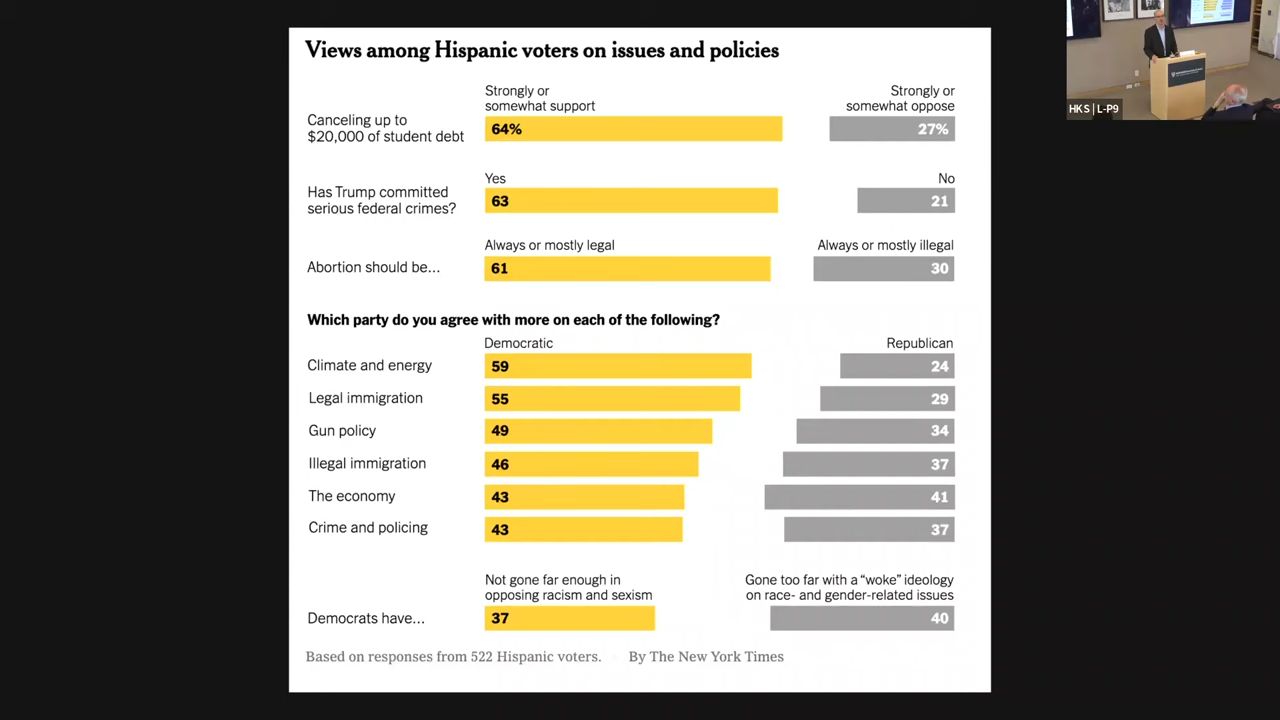 Views among Hispanic voters on issues and policies
Strongly or
somewhat support
Strongly or
somewhat oppose
Canceling up to
$20,000 of student debt
64%
27%
Yes
No
Has Trump committed
serious federal crimes?
63
21
Always or mostly legal
Always or mostly illegal
Abortion should be...
61
30
Which party do you agree with more on each of the following?
Democratic
Republican
Climate and energy
59
24
Legal immigration
55
29
Gun policy
49
34
Illegal immigration
46
37
The economy
43
41
Crime and policing
43
37
Not gone far enough in
opposing racism and sexism
Gone too far with a “woke” ideology
on race- and gender-related issues
Democrats have...
37
40
Based on responses from 522 Hispanic voters.
By The New York Times
HKS | L-P9